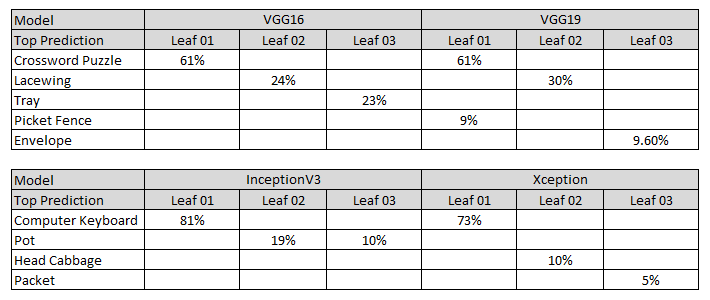 Model VGG16 VGG19
Top Prediction Leaf 01 Leaf 02 Leaf 03 Leaf 01 Leaf 02 Leaf 03
Crossword Puzzle 61% 61%
Lacewing 24% 30%
Tray 23%
Picket Fence 9%
Envelope 9.60%
Model InceptionV3 Xception
Top Prediction Leaf 01 Leaf 02 Leaf 03 Leaf 01 Leaf 02 Leaf 03
Computer Keyboard 81% 73%
Pot 19% 10%
Head Cabbage 10%
Packet 5%